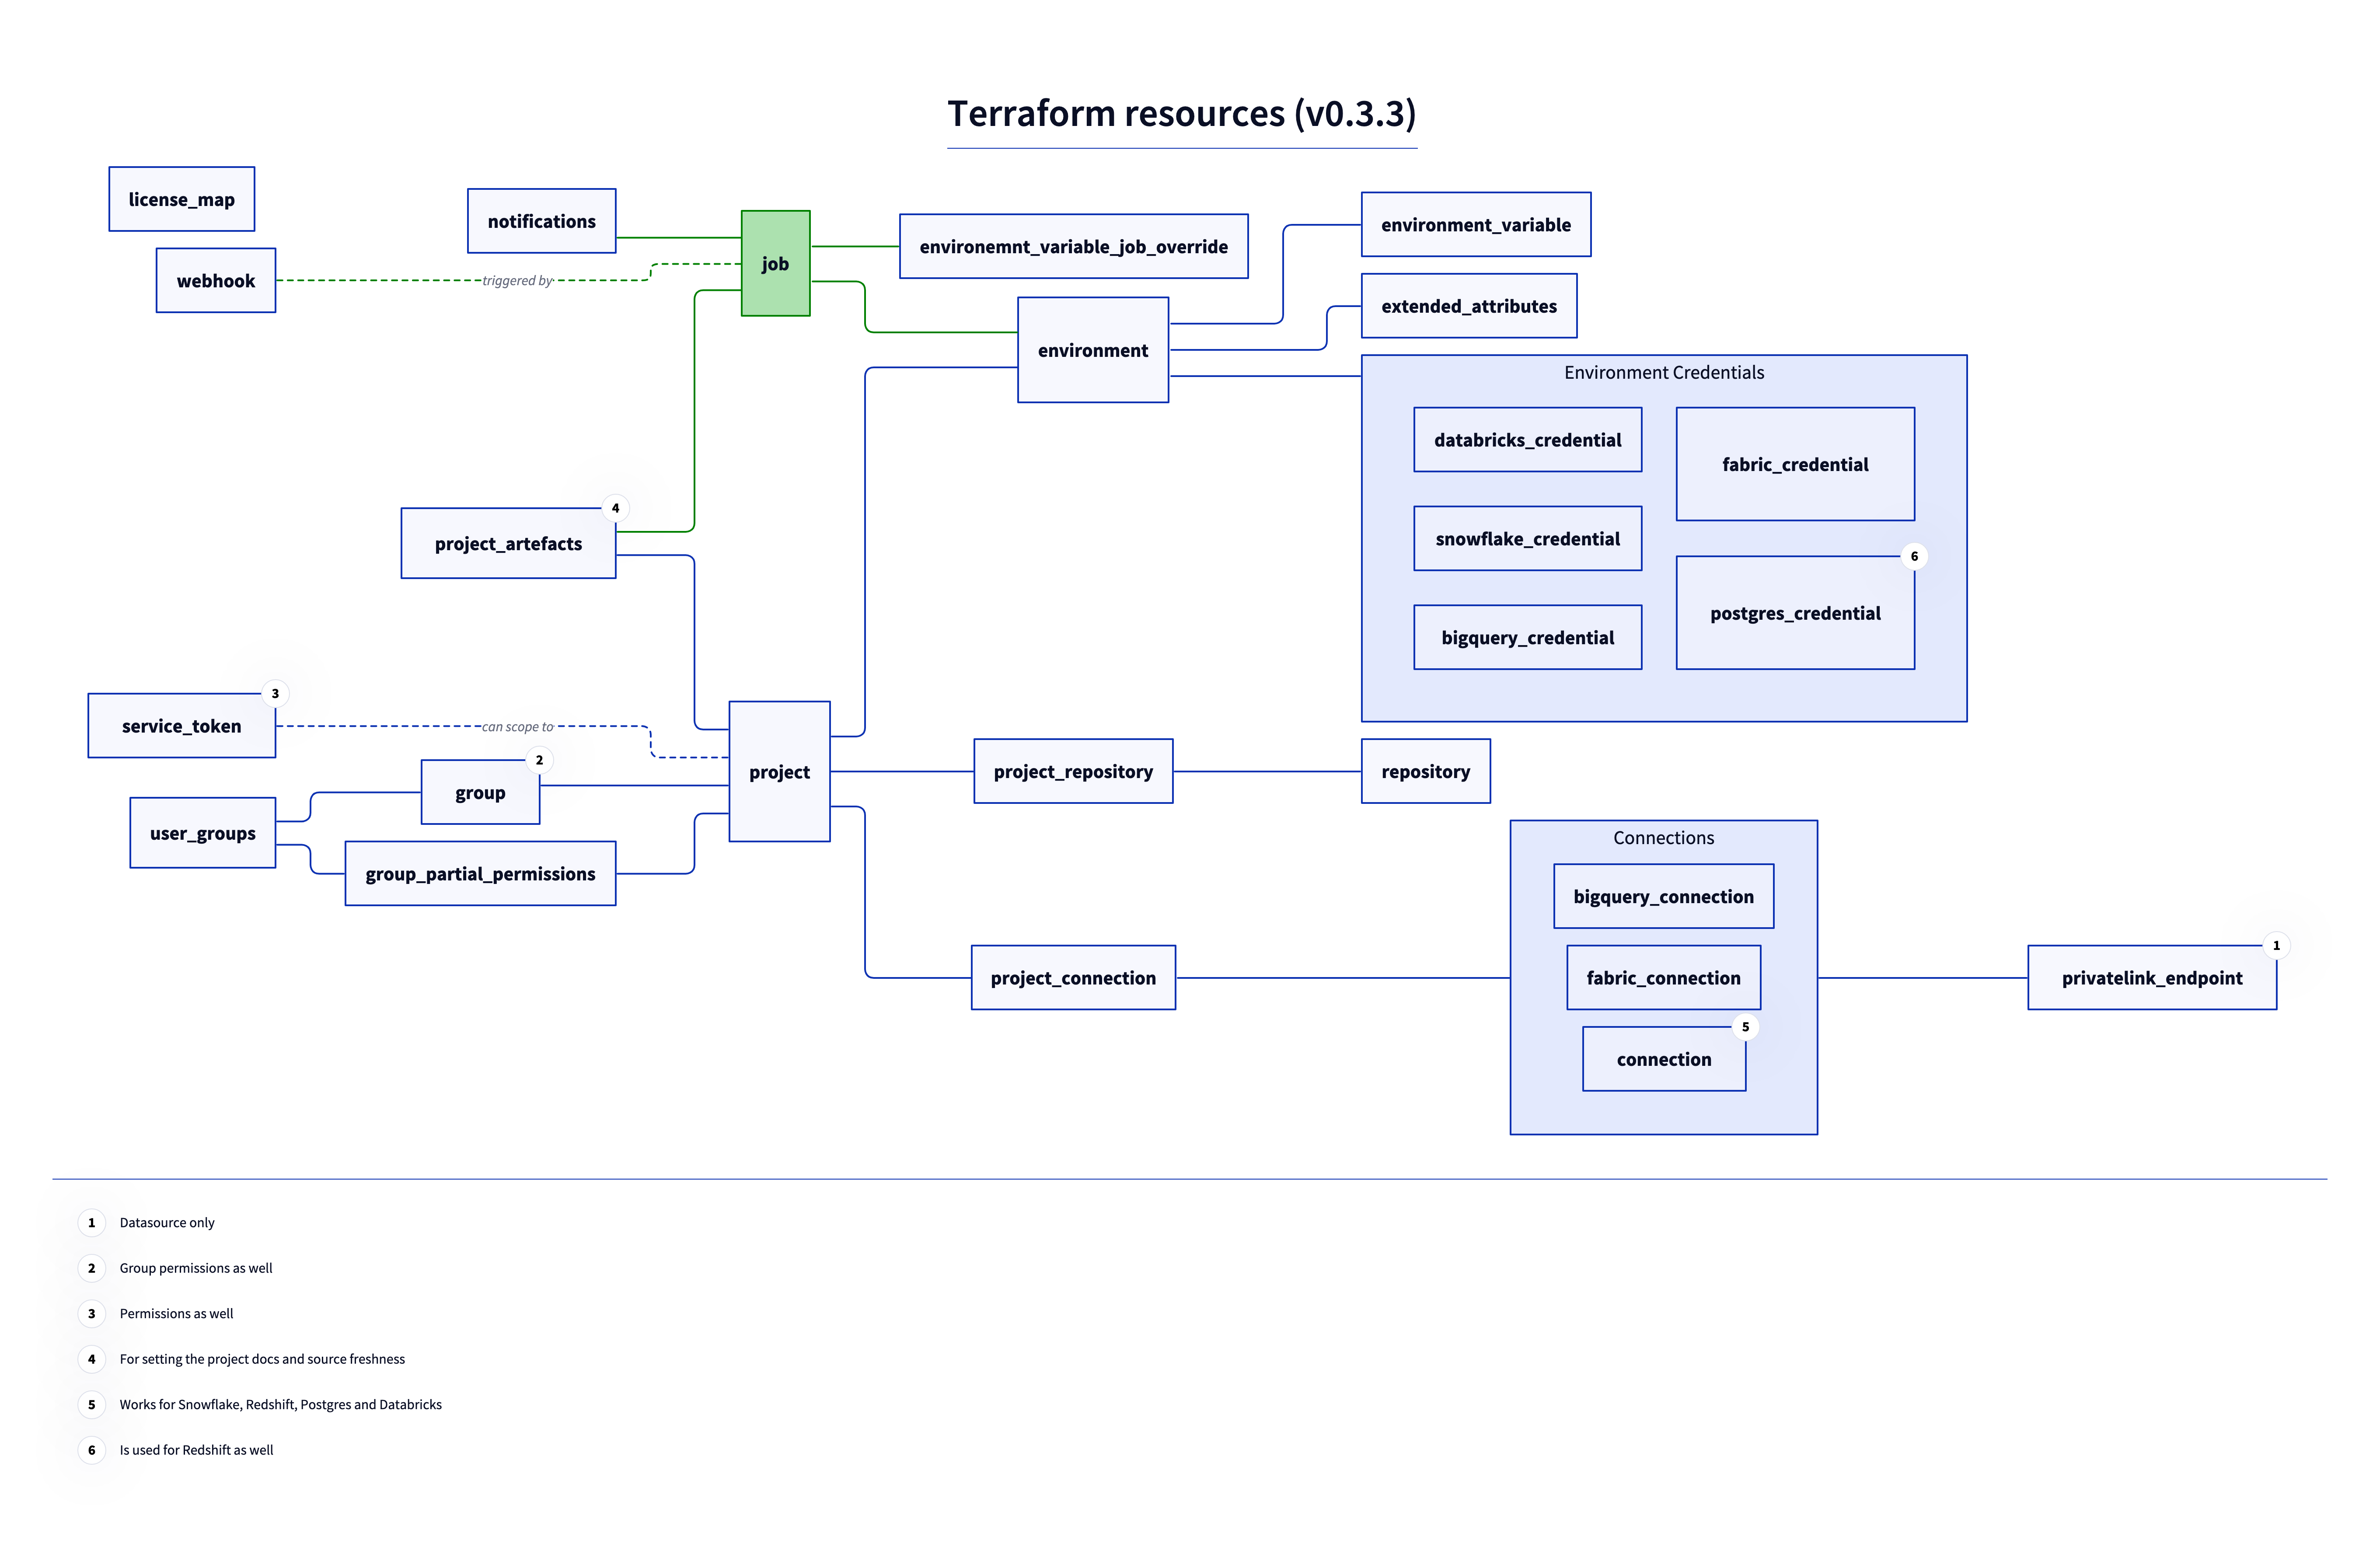 Terraform resources (v0.3.3)
license_map
notifications
webhook
triggered by
job
environemnt_variable_job_override
environment
environment_variable
extended_attributes
Environment Credentials
databricks_credential
fabric_credential
snowflake_credential
6
postgres_credential
bigquery_credential
4
project_artefacts
3
service_token
can scope to
2
group
user_groups
group_partial_permissions
project
project_repository
repository
project_connection
Connections
bigquery_connection
fabric_connection
5
connection
1
privatelink_endpoint
1 Datasource only
2 Group permissions as well
3 Permissions as well
4 For setting the project docs and source freshness
5 Works for Snowflake, Redshift, Postgres and Databricks
6 Is used for Redshift as well